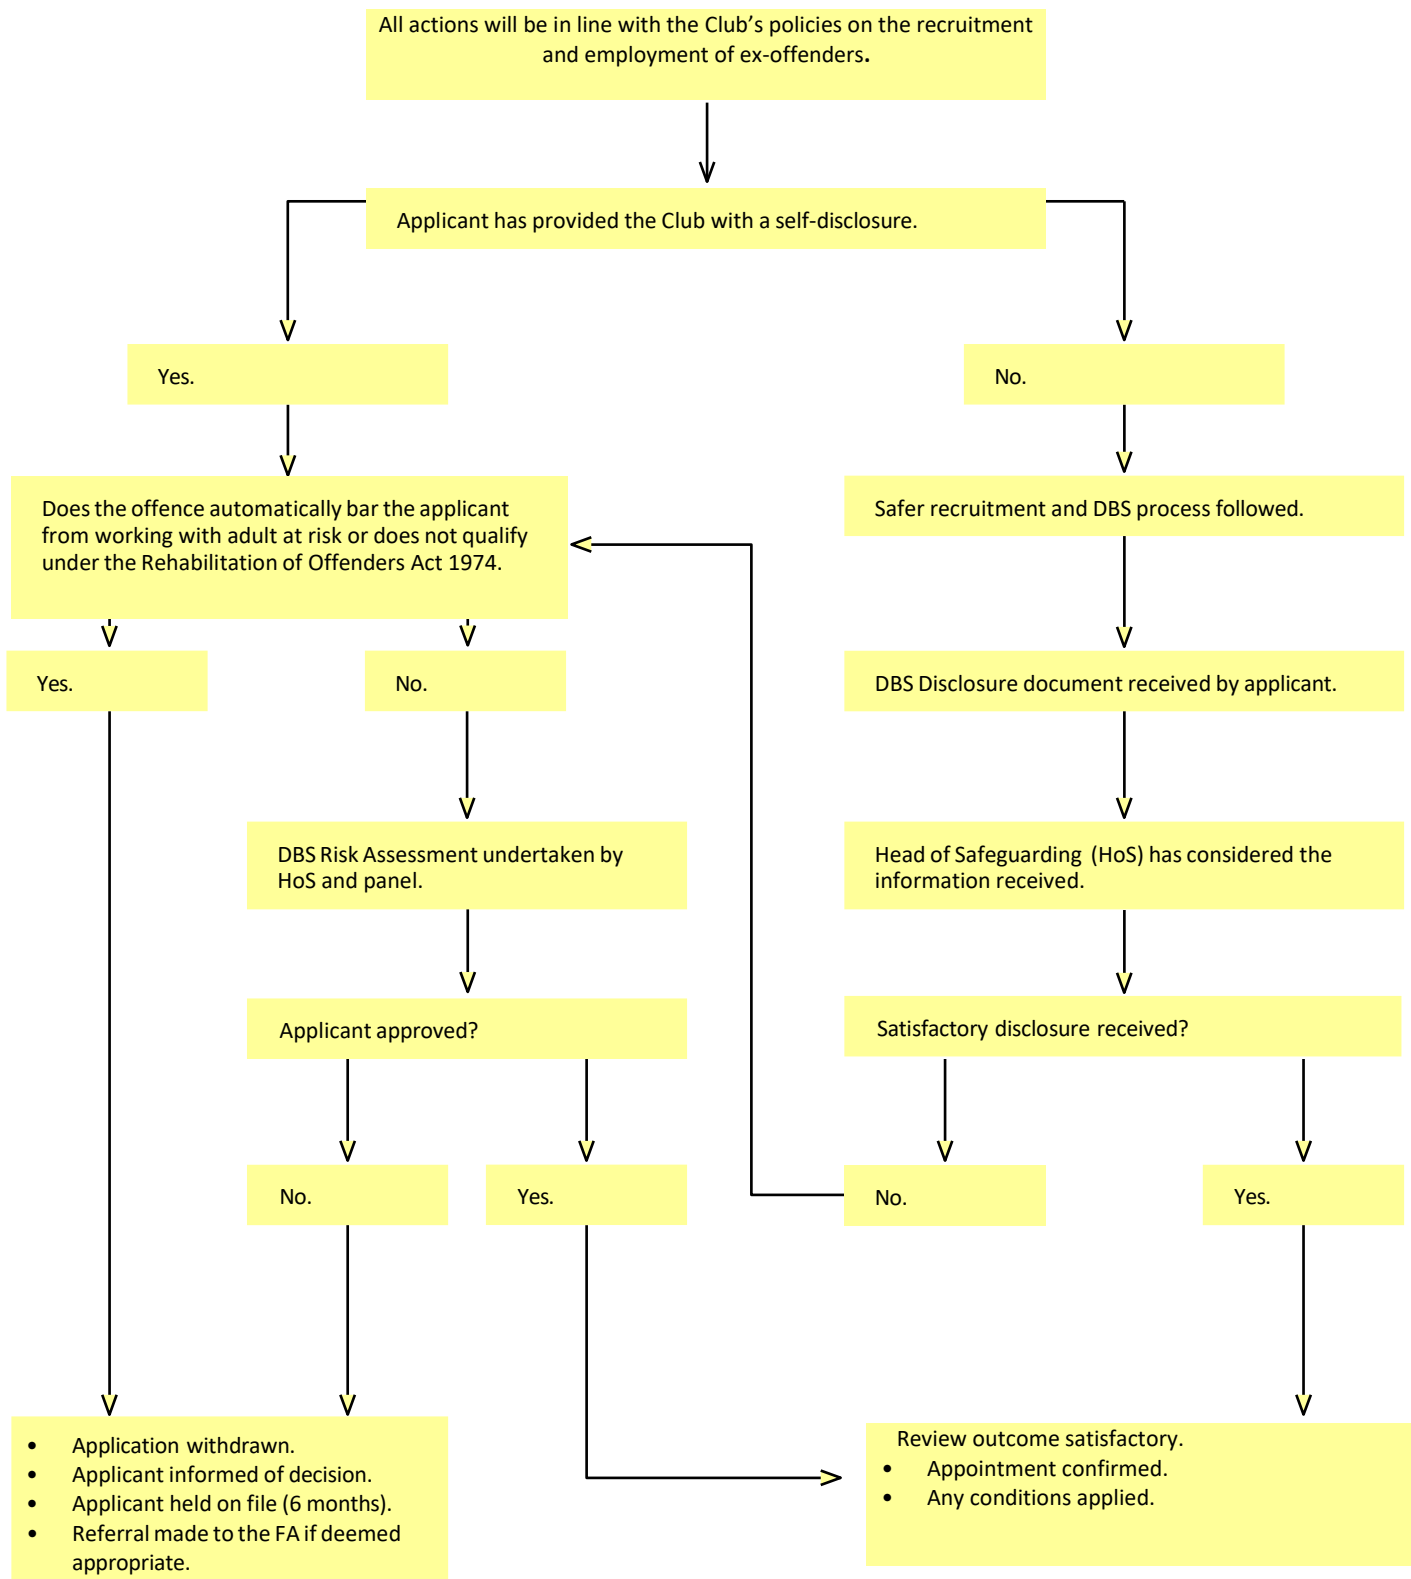 All actions will be in line with the Club’s policies on the recruitment
and employment of ex-offenders.
Applicant has provided the Club with a self-disclosure.
Yes.
No.
Does the offence automatically bar the applicant
from working with adult at risk or does not qualify
under the Rehabilitation of Offenders Act 1974.
Safer recruitment and DBS process followed.
Yes.
No.
DBS Disclosure document received by applicant.
DBS Risk Assessment undertaken by
HoS and panel.
Head of Safeguarding (HoS) has considered the
information received.
Applicant approved?
Satisfactory disclosure received?
No.
Yes.
No.
Yes.
• Application withdrawn.
• Applicant informed of decision.
• Applicant held on file (6 months).
• Referral made to the FA if deemed
appropriate.
Review outcome satisfactory.
• Appointment confirmed.
• Any conditions applied.